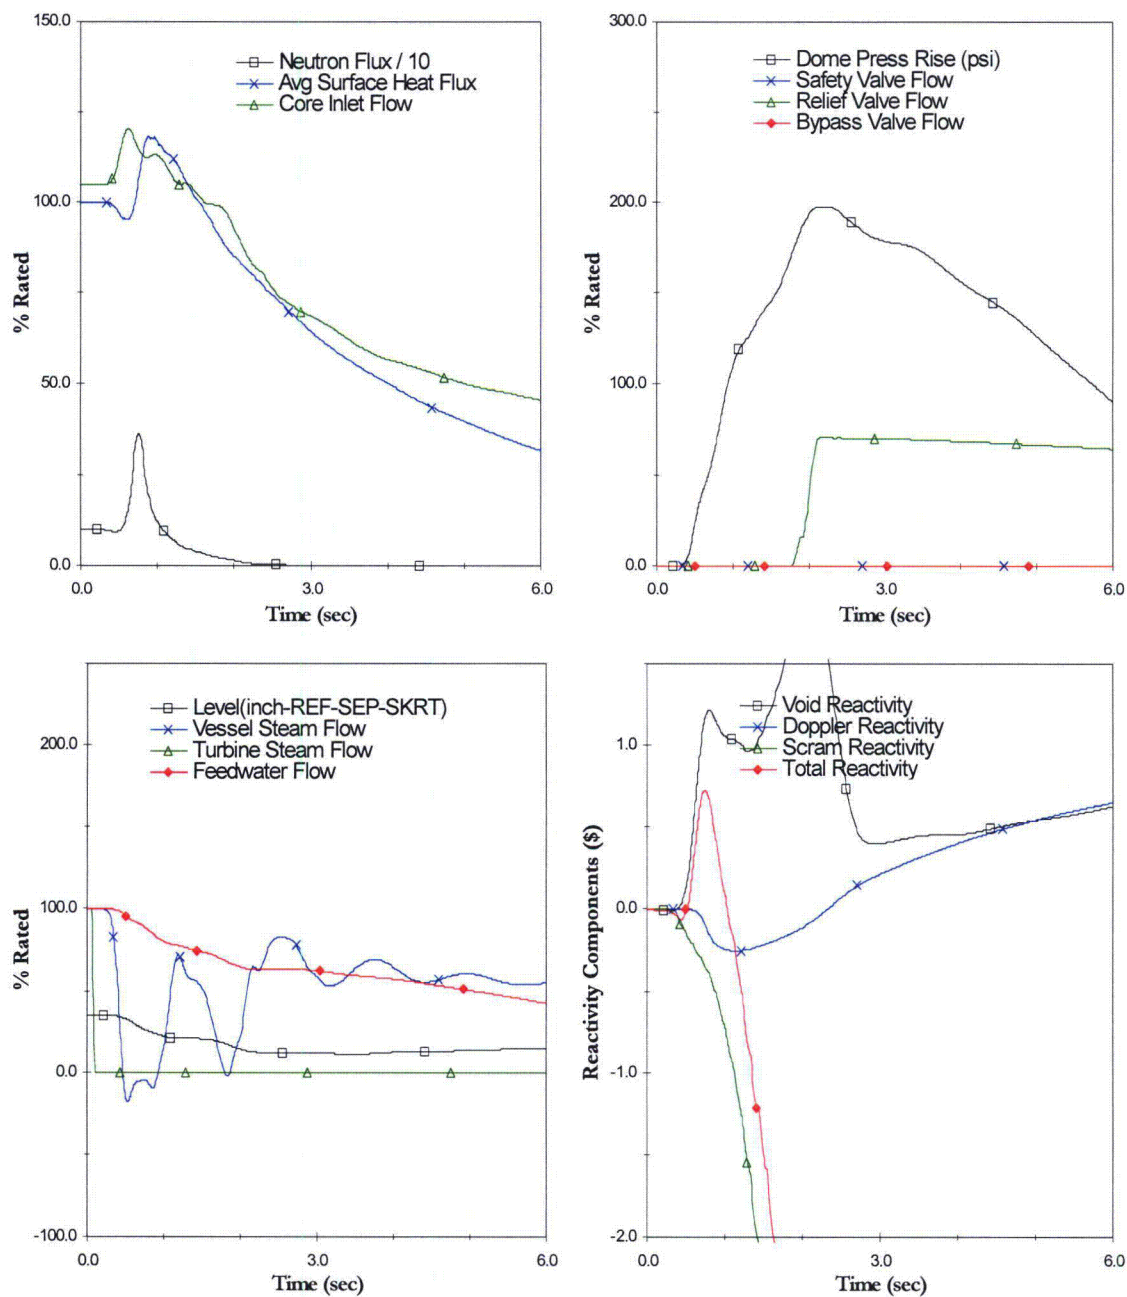 150.0
Neutron Flux / 10
Avg Surface Heat Flux
Core Inlet Flow
100.0
% Rated
50.0
0.0
0.0
3.0
6.0
Time (sec)
300.0
Dome Press Rise (psi)
Safety Valve Flow
Relief Valve Flow
Bypass Valve Flow
200.0
% Rated
100.0
0.0
0.0
3.0
6.0
Time (sec)
Level(inch-REF-SEP-SKRT)
Vessel Steam Flow
Turbine Steam Flow
Feedwater Flow
200.0
100.0
% Rated
0.0
-100.0
0.0
3.0
6.0
Time (sec)
Void Reactivity
Doppler Reactivity
Scram Reactivity
Total Reactivity
1.0
0.0
Reactivity Components ($)
-1.0
-2.0
0.0
3.0
6.0
Time (sec)